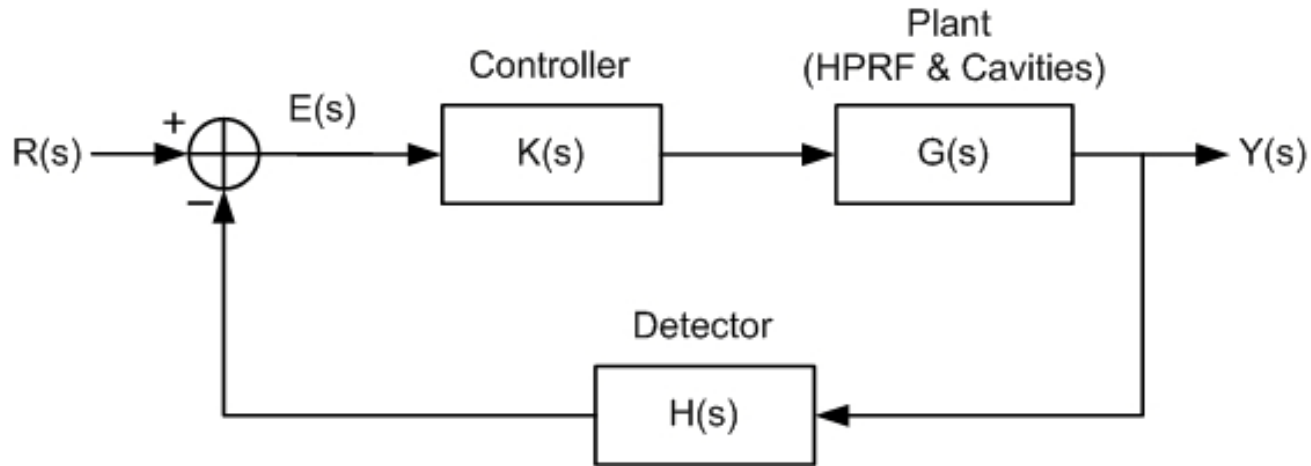 Plant
(HPRF & Cavities)
Controller
E(s)
+
R(s)
K(s)
G(s)
Y(s)
−
Detector
H(s)